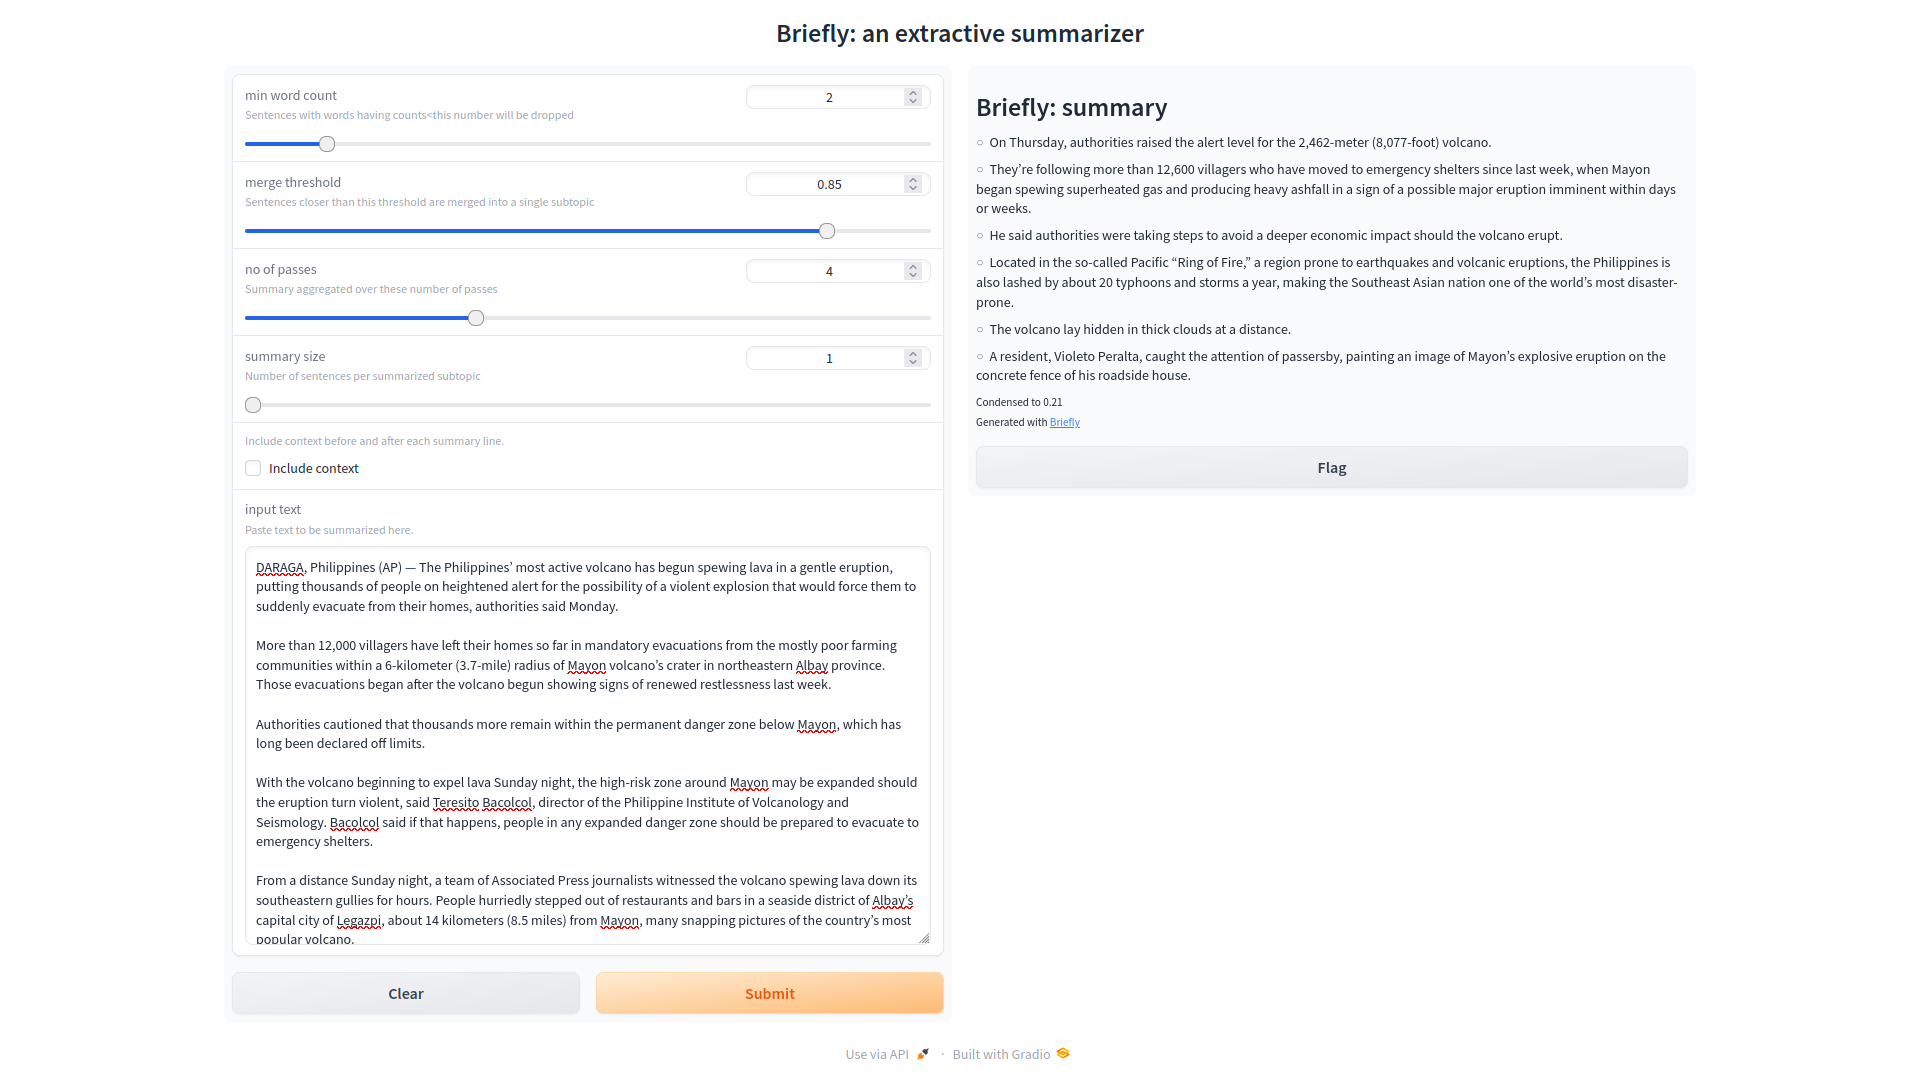 Briefly: an extractive summarizer
min word count
2
Sentences with words having counts<this number will be dropped
merge threshold
0.85
Sentences closer than this threshold are merged into a single subtopic
no of passes
4
Summary aggregated over these number of passes
summary size
1
Number of sentences per summarized subtopic
Include context before and after each summary line.
Include context
input text
Paste text to be summarized here.
DARAGA, Philippines (AP) — The Philippines’ most active volcano has begun spewing lava in a gentle eruption,
putting thousands of people on heightened alert for the possibility of a violent explosion that would force them to
suddenly evacuate from their homes, authorities said Monday.
More than 12,000 villagers have left their homes so far in mandatory evacuations from the mostly poor farming
communities within a 6-kilometer (3.7-mile) radius of Mayon volcano’s crater in northeastern Albay province.
Those evacuations began after the volcano begun showing signs of renewed restlessness last week.
Authorities cautioned that thousands more remain within the permanent danger zone below Mayon, which has
long been declared off limits.
With the volcano beginning to expel lava Sunday night, the high-risk zone around Mayon may be expanded should
the eruption turn violent, said Teresito Bacolcol, director of the Philippine Institute of Volcanology and
Seismology. Bacolcol said if that happens, people in any expanded danger zone should be prepared to evacuate to
emergency shelters.
From a distance Sunday night, a team of Associated Press journalists witnessed the volcano spewing lava down its
southeastern gullies for hours. People hurriedly stepped out of restaurants and bars in a seaside district of Albay’s
capital city of Legazpi, about 14 kilometers (8.5 miles) from Mayon, many snapping pictures of the country’s most
popular volcano.
Clear
Submit
Briefly: summary
○ On Thursday, authorities raised the alert level for the 2,462-meter (8,077-foot) volcano.
○ They’re following more than 12,600 villagers who have moved to emergency shelters since last week, when Mayon
began spewing superheated gas and producing heavy ashfall in a sign of a possible major eruption imminent within days
or weeks.
○ He said authorities were taking steps to avoid a deeper economic impact should the volcano erupt.
○ Located in the so-called Pacific “Ring of Fire,” a region prone to earthquakes and volcanic eruptions, the Philippines is
also lashed by about 20 typhoons and storms a year, making the Southeast Asian nation one of the world’s most disaster-
prone.
○ The volcano lay hidden in thick clouds at a distance.
○ A resident, Violeto Peralta, caught the attention of passersby, painting an image of Mayon’s explosive eruption on the
concrete fence of his roadside house.
Condensed to 0.21
Generated with Briefly
Flag
Use via API · Built with Gradio